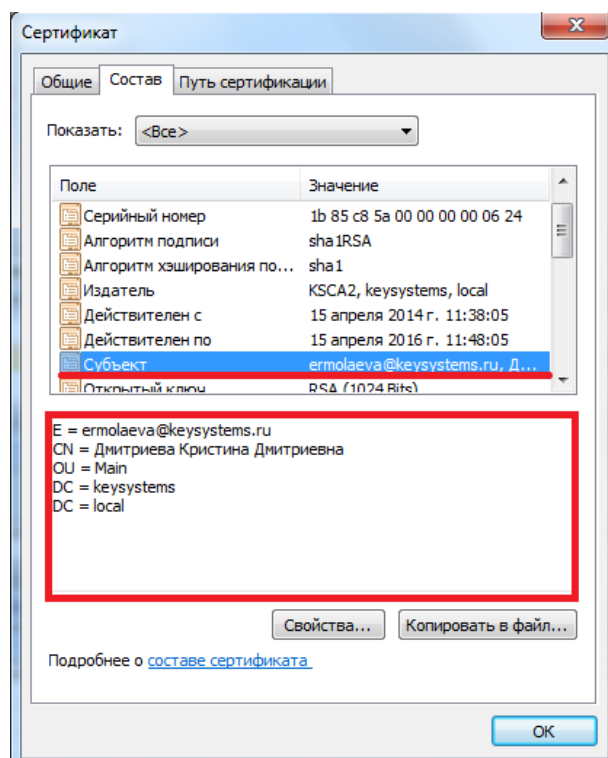 Сертификат
Общие Состав Путь сертификации
Показать: <Все>
Поле Значение
Серийный номер 1b 85 c8 5a 00 00 00 00 06 24
Алгоритм подписи sha1RSA
Алгоритм хэширования по... sha1
Издатель KSCA2, keysystems, local
Действителен с 15 апреля 2014 г. 11:38:05
Действителен по 15 апреля 2016 г. 11:48:05
Субъект ermolaeva@keysystems.ru, Д...
Открытый ключ RSA (1024 Bits)
E = ermolaeva@keysystems.ru
CN = Дмитриева Кристина Дмитриевна
OU = Main
DC = keysystems
DC = local
Свойства... Копировать в файл...
Подробнее о составе сертификата
ОК